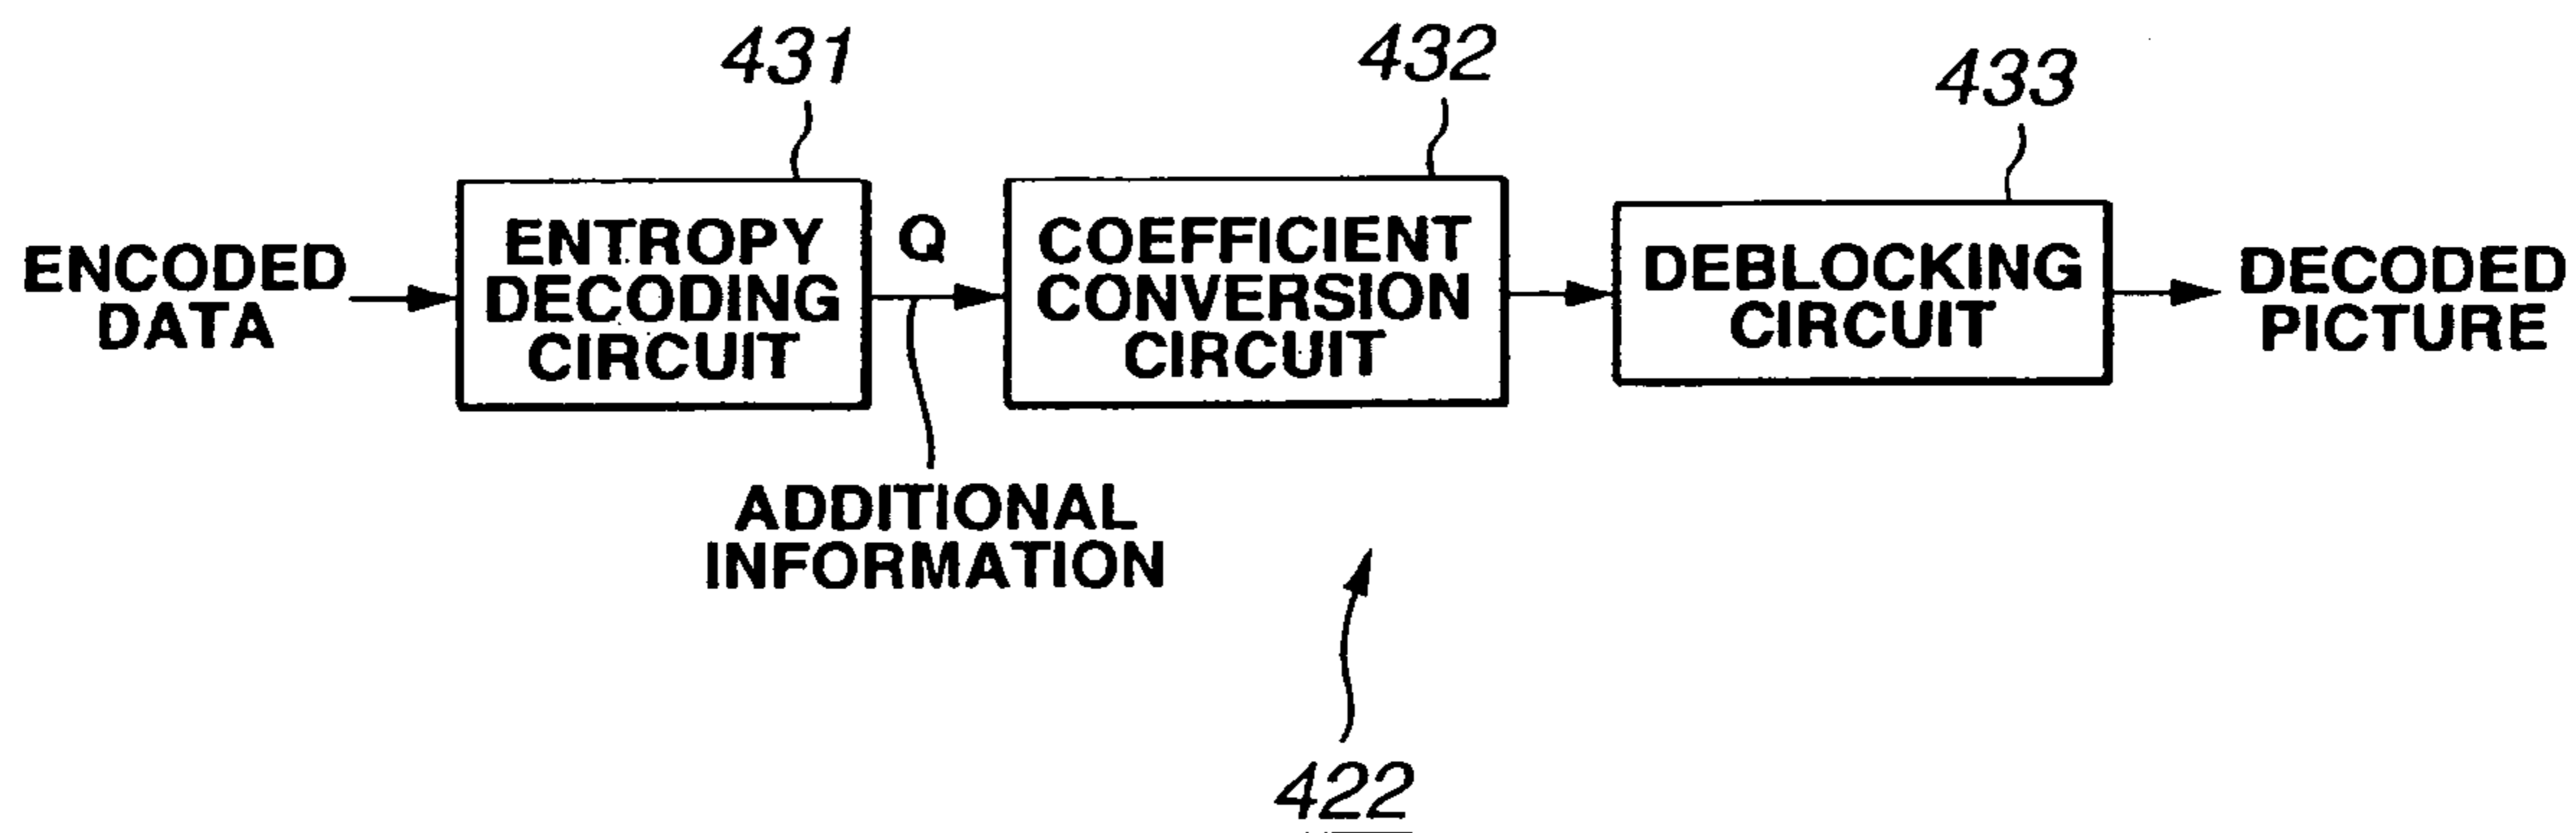 431
432
433
ENCODED
DATA
ENTROPY
DECODING
CIRCUIT
Q
COEFFICIENT
CONVERSION
CIRCUIT
DEBLOCKING
CIRCUIT
DECODED
PICTURE
ADDITIONAL
INFORMATION
422